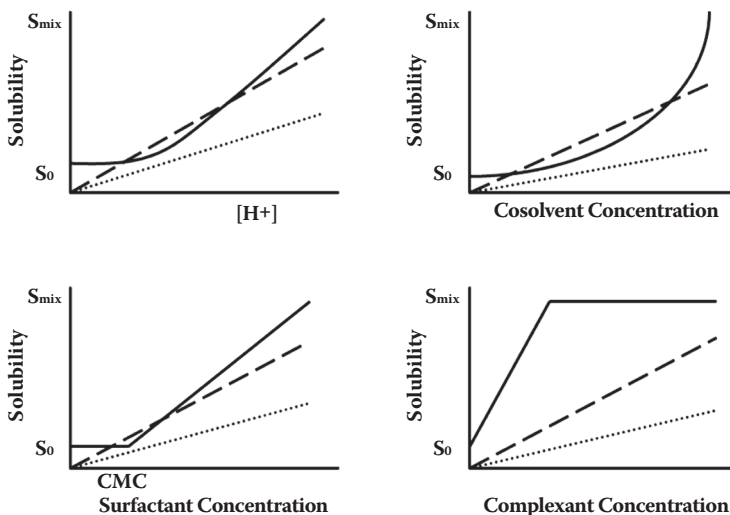 Smix
Solubility
S0
[H+]
Smix
Solubility
S0
Cosolvent Concentration
Smix
Solubility
S0
CMC
Surfactant Concentration
Smix
Solubility
S0
Complexant Concentration